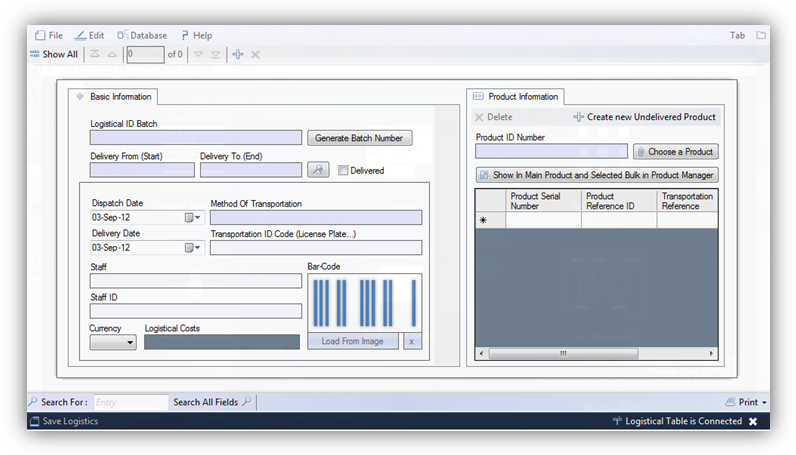 File Edit Database Help Tab
Show All 0 of 0
Basic Information
Logistical ID Batch
Generate Batch Number
Delivery From (Start) Delivery To (End)
Delivered
Dispatch Date Method Of Transportation
03-Sep-12
Delivery Date Transportation ID Code (License Plate...)
03-Sep-12
Staff Bar-Code
Staff ID
Currency Logistical Costs
Load From Image x
Product Information
Delete Create new Undelivered Product
Product ID Number
Choose a Product
Show In Main Product and Selected Bulk in Product Manager
Product Serial Product Transportation
Number Reference ID Reference
Search For : Entry Search All Fields Print
Save Logistics Logistical Table is Connected